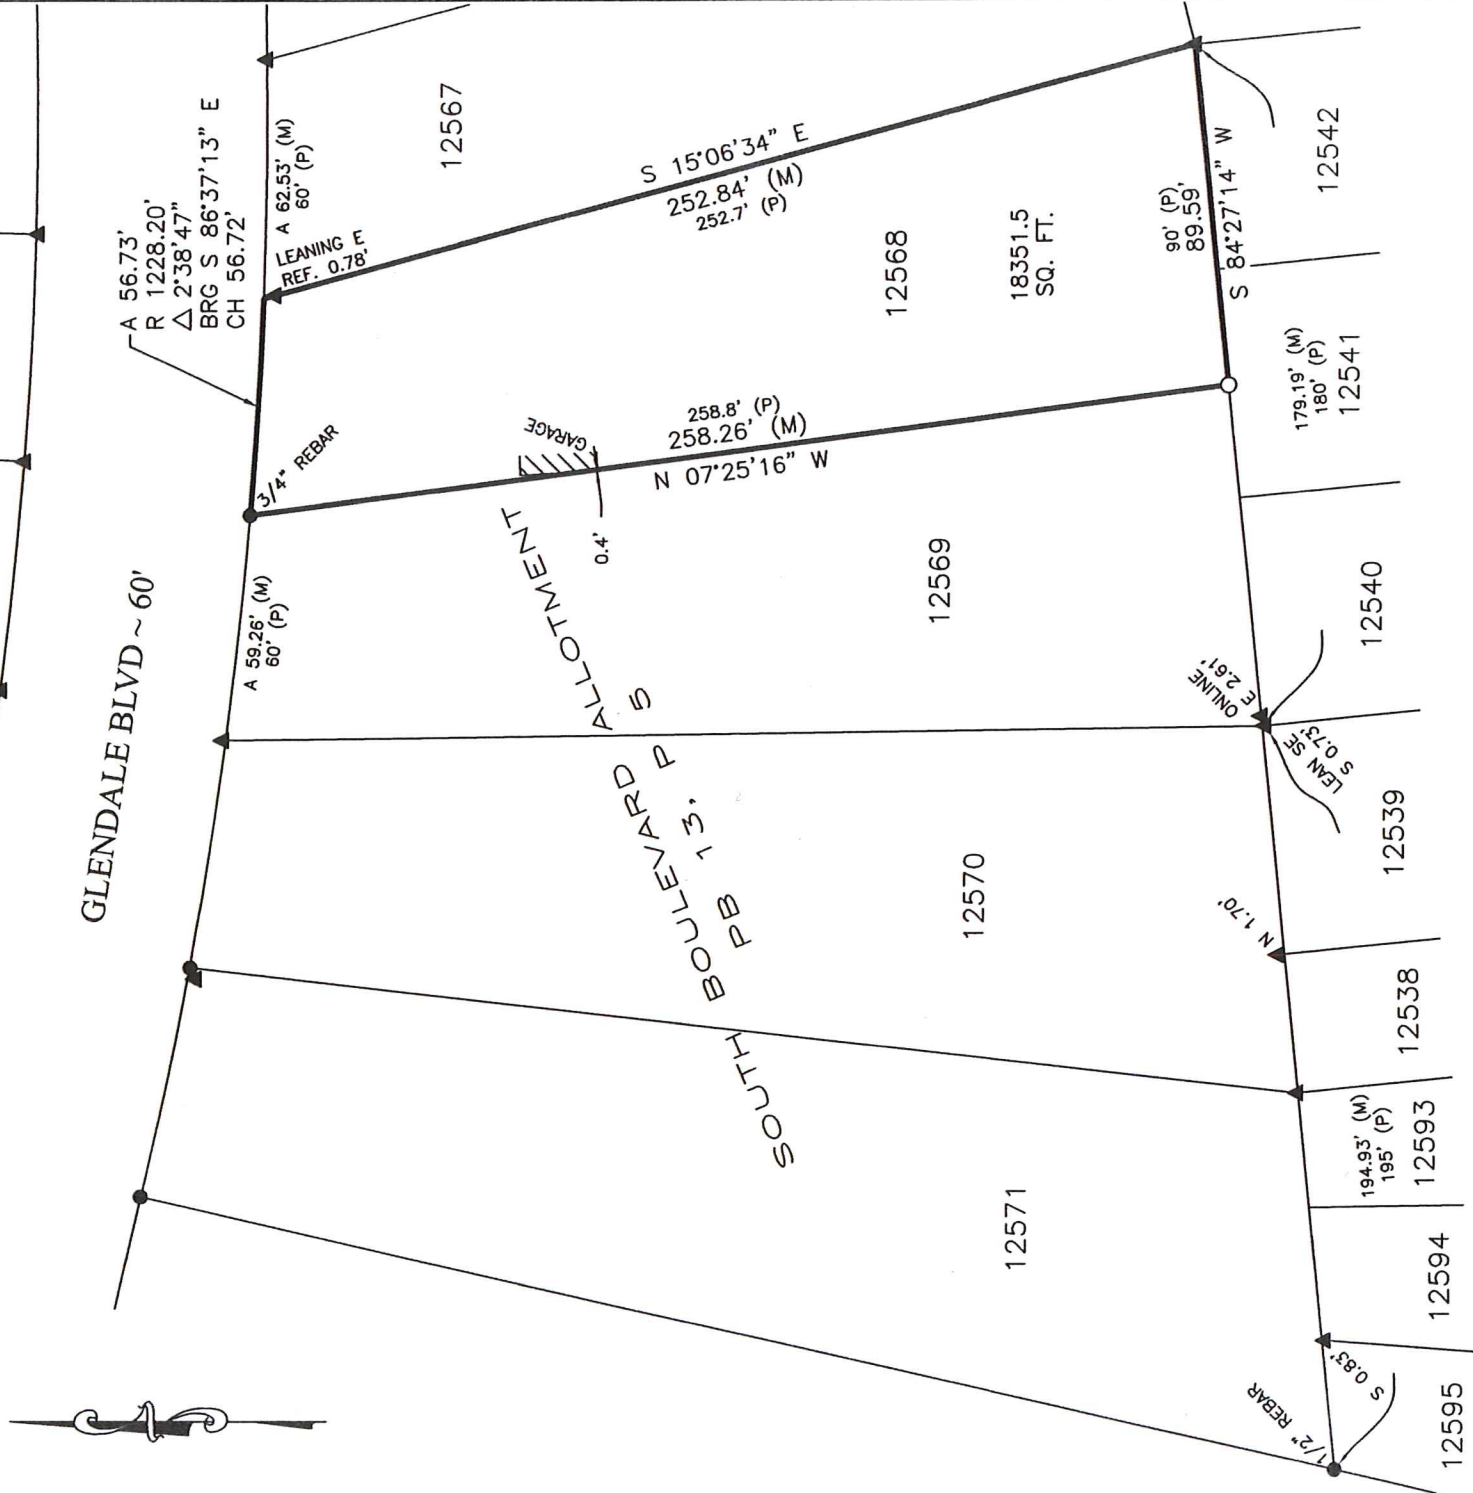 A 56.73'
R 1228.20'
Δ 2°38'47"
BRG S 86°37'13" E
CH 56.72'
A 62.53' (M)
60' (P)
12567
LEANING E
REF. 0.78'
S 15°06'34" E
252.84' (M)
252.7' (P)
12568
18351.5
SQ. FT.
90' (P)
89.59'
S 84°27'14" W
12542
3/4" REBAR
GARAGE
258.8' (P)
258.26' (M)
N 07°25'16" W
0.4'
179.19' (M)
180' (P)
12541
GLENDALE BLVD ~ 60'
A 59.26' (M)
60' (P)
12569
SOUTH BOULEVARD ALLOTMENT
PB 13. P 5
ONLINE
E 2.61'
12540
LEAN SE
S 0.73'
12539
12570
N 1.70'
12538
194.93' (M)
195' (P)
12593
12571
12594
S 0.83'
1/2" REBAR
12595